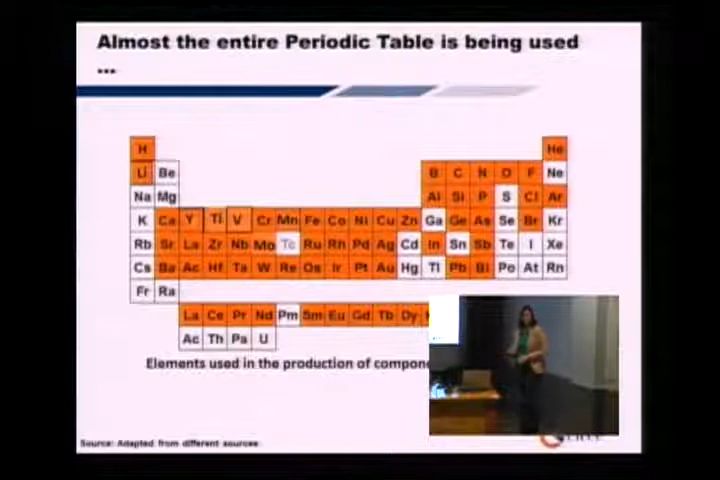 Almost the entire Periodic Table is being used
...
H He
Li Be B C N O F Ne
Na Mg Al Si P S Cl Ar
K Ca Y Ti V Cr Mn Fe Co Ni Cu Zn Ga Ge As Se Br Kr
Rb Sr La Zr Nb Mo Tc Ru Rh Pd Ag Cd In Sn Sb Te I Xe
Cs Ba Ac Hf Ta W Re Os Ir Pt Au Hg Tl Pb Bi Po At Rn
Fr Ra
La Ce Pr Nd Pm Sm Eu Gd Tb Dy
Ac Th Pa U
Elements used in the production of
Source: Adapted from different sources